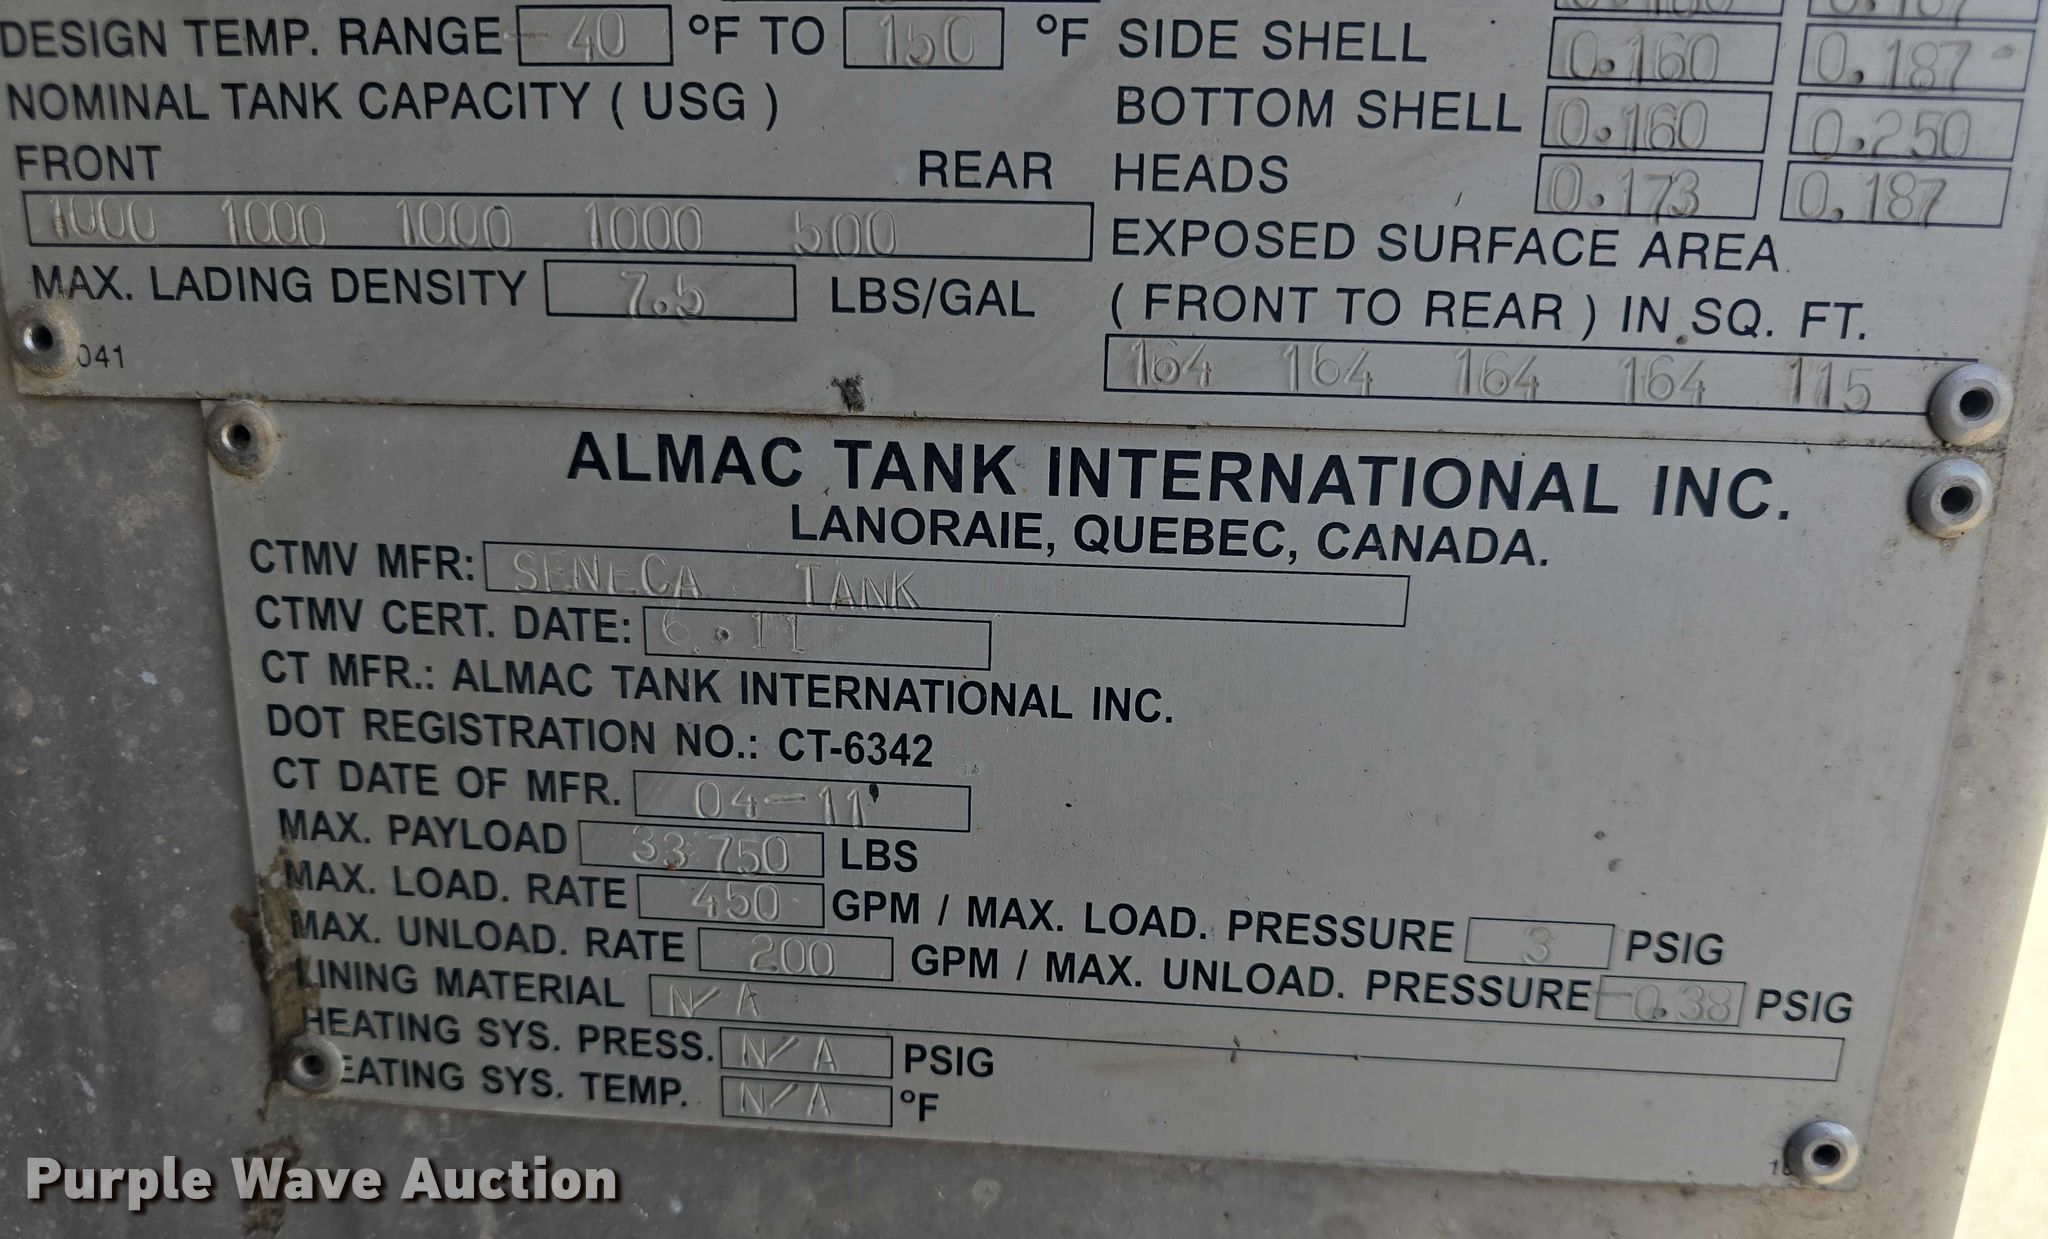 DESIGN TEMP. RANGE -40 °F TO 150 °F
NOMINAL TANK CAPACITY ( USG )
FRONT REAR
1000 1000 1000 1000 500
MAX. LADING DENSITY 7.5 LBS/GAL
041
SIDE SHELL 0.160 0.187
BOTTOM SHELL 0.160 0.250
HEADS 0.173 0.187
EXPOSED SURFACE AREA
( FRONT TO REAR ) IN SQ. FT.
164 164 164 164 115
ALMAC TANK INTERNATIONAL INC.
LANORAIE, QUEBEC, CANADA.
CTMV MFR: SENECA TANK
CTMV CERT. DATE: 6.11
CT MFR.: ALMAC TANK INTERNATIONAL INC.
DOT REGISTRATION NO.: CT-6342
CT DATE OF MFR. 04-11
MAX. PAYLOAD 33 750 LBS
MAX. LOAD. RATE 450 GPM / MAX. LOAD. PRESSURE 3 PSIG
MAX. UNLOAD. RATE 200 GPM / MAX. UNLOAD. PRESSURE -0.38 PSIG
LINING MATERIAL N/A
HEATING SYS. PRESS. N/A PSIG
HEATING SYS. TEMP. N/A °F
Purple Wave Auction